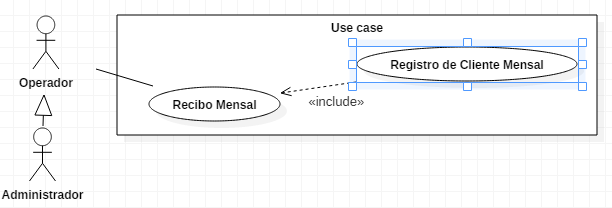 Use case
Operador
Registro de Cliente Mensal
Recibo Mensal
«include»
Administrador